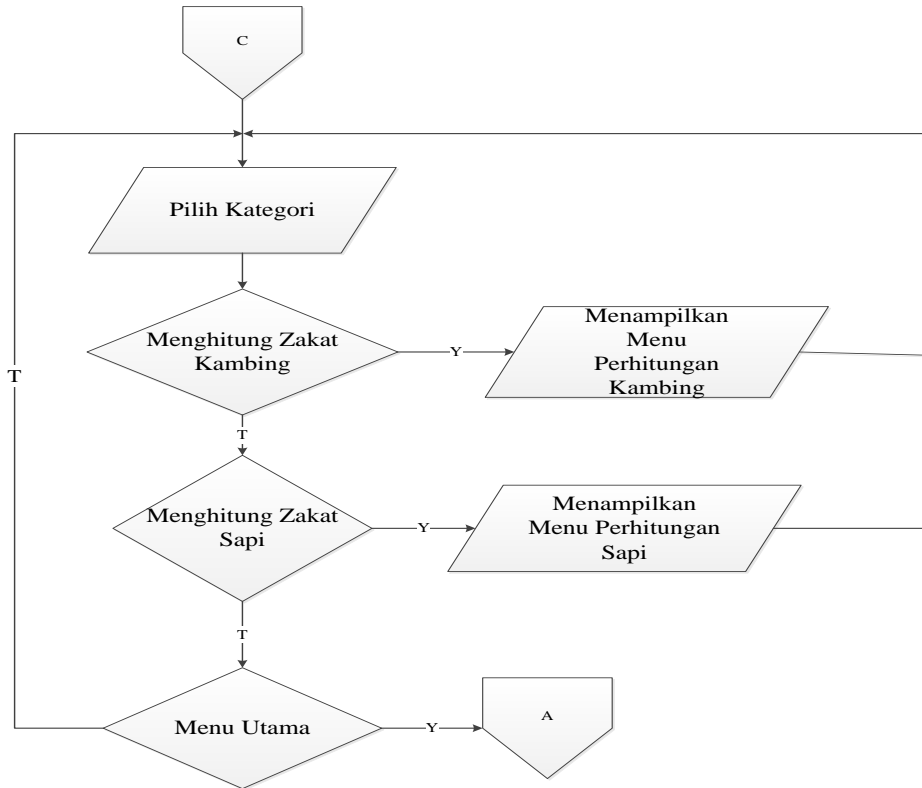 C
Pilih Kategori
Menghitung Zakat
Kambing
Y
Menampilkan
Menu
Perhitungan
Kambing
T
T
Menghitung Zakat
Sapi
Y
Menampilkan
Menu Perhitungan
Sapi
T
Menu Utama
Y
A